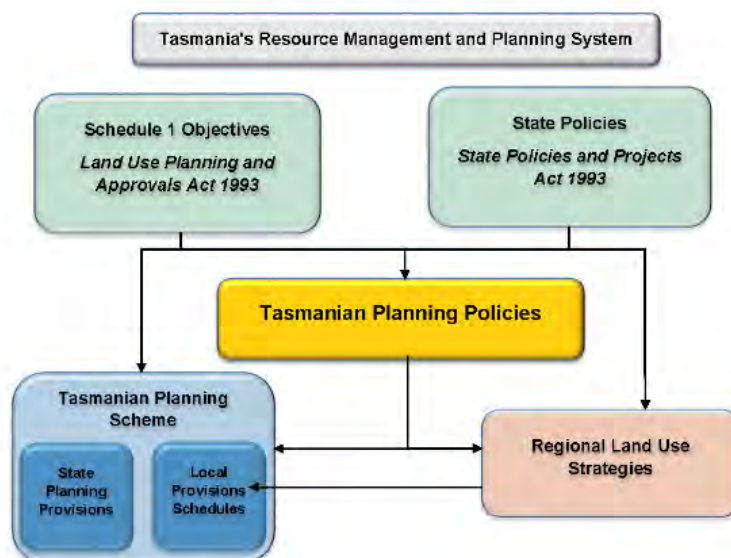 Tasmania's Resource Management and Planning System
Schedule 1 Objectives
Land Use Planning and
Approvals Act 1993
State Policies
State Policies and Projects
Act 1993
Tasmanian Planning Policies
Tasmanian Planning
Scheme
State
Planning
Provisions
Local
Provisions
Schedules
Regional Land Use
Strategies